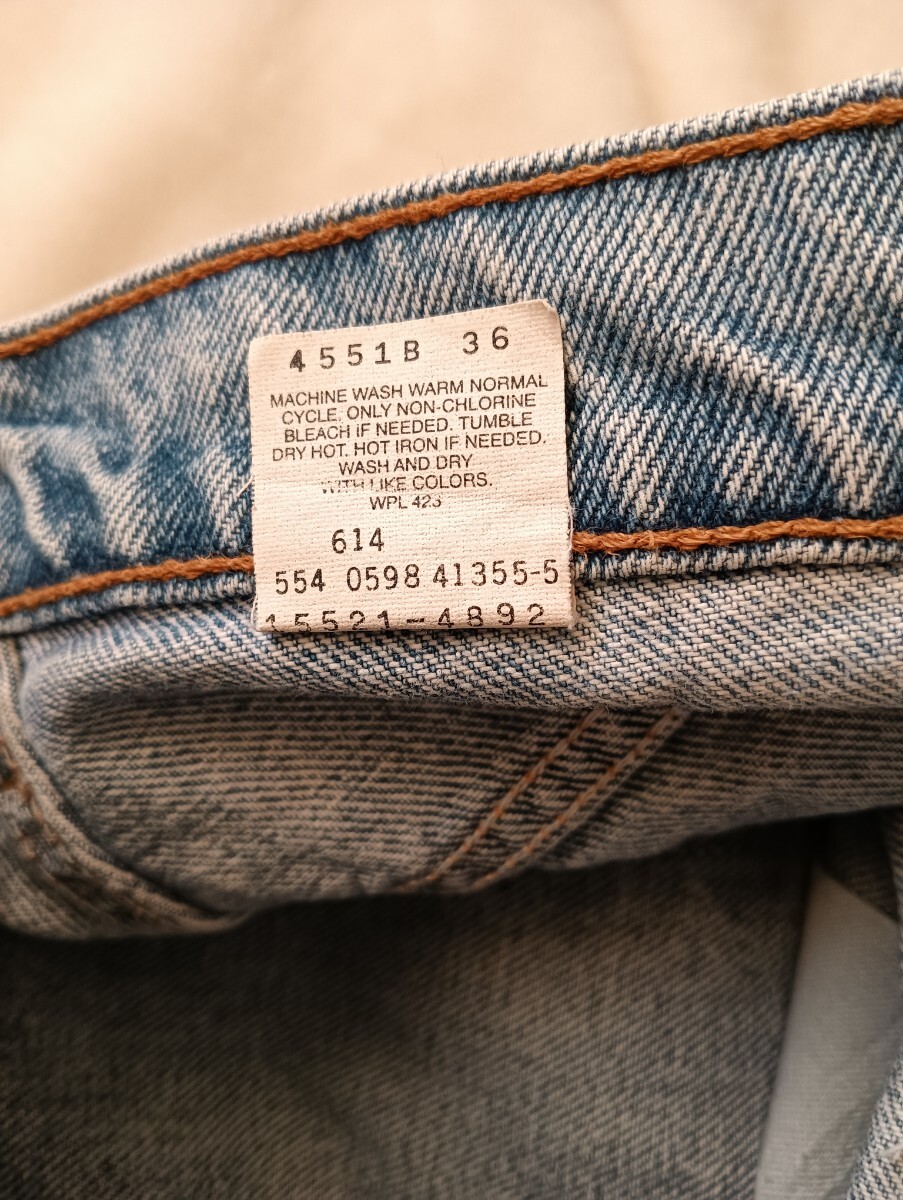 4551B 36
MACHINE WASH WARM NORMAL
CYCLE. ONLY NON-CHLORINE
BLEACH IF NEEDED. TUMBLE
DRY HOT. HOT IRON IF NEEDED.
WASH AND DRY
WITH LIKE COLORS.
WPL 423
614
554 0598 41355-5
15521-4892